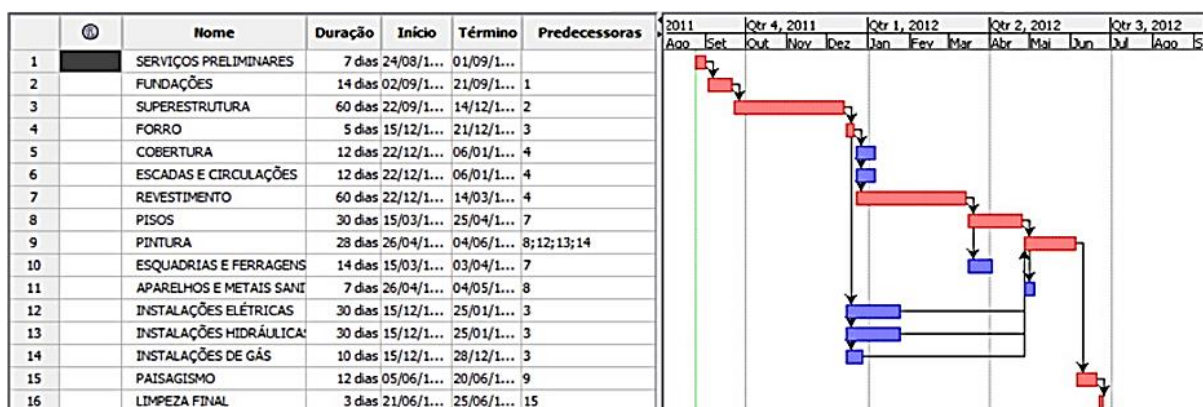 Nome Duração Início Término Predecessoras
2011 Qtr 4, 2011 Qtr 1, 2012 Qtr 2, 2012 Qtr 3, 2012
Ago Set Out Nov Dez Jan Fev Mar Abr Mai Jun Jul Ago S
1 SERVIÇOS PRELIMINARES 7 dias 24/08/1... 01/09/1...
2 FUNDAÇÕES 14 dias 02/09/1... 21/09/1... 1
3 SUPERESTRUTURA 60 dias 22/09/1... 14/12/1... 2
4 FORRO 5 dias 15/12/1... 21/12/1... 3
5 COBERTURA 12 dias 22/12/1... 06/01/1... 4
6 ESCADAS E CIRCULAÇÕES 12 dias 22/12/1... 06/01/1... 4
7 REVESTIMENTO 60 dias 22/12/1... 14/03/1... 4
8 PISOS 30 dias 15/03/1... 25/04/1... 7
9 PINTURA 28 dias 26/04/1... 04/06/1... 8;12;13;14
10 ESQUADRIAS E FERRAGENS 14 dias 15/03/1... 03/04/1... 7
11 APARELHOS E METAIS SANI 7 dias 26/04/1... 04/05/1... 8
12 INSTALAÇÕES ELÉTRICAS 30 dias 15/12/1... 25/01/1... 3
13 INSTALAÇÕES HIDRÁULICA 30 dias 15/12/1... 25/01/1... 3
14 INSTALAÇÕES DE GÁS 10 dias 15/12/1... 28/12/1... 3
15 PAISAGISMO 12 dias 05/06/1... 20/06/1... 9
16 LIMPEZA FINAL 3 dias 21/06/1... 25/06/1... 15